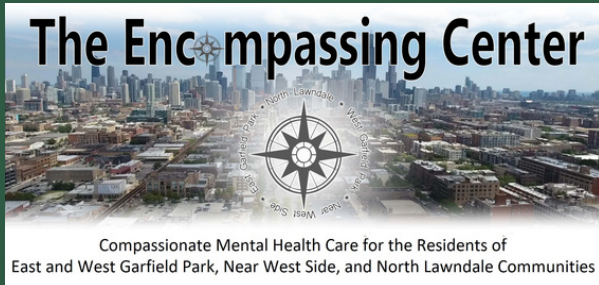 The Encompassing Center
North Lawndale • West Garfield Park • Near West Side • East Garfield Park •
Compassionate Mental Health Care for the Residents of
East and West Garfield Park, Near West Side, and North Lawndale Communities